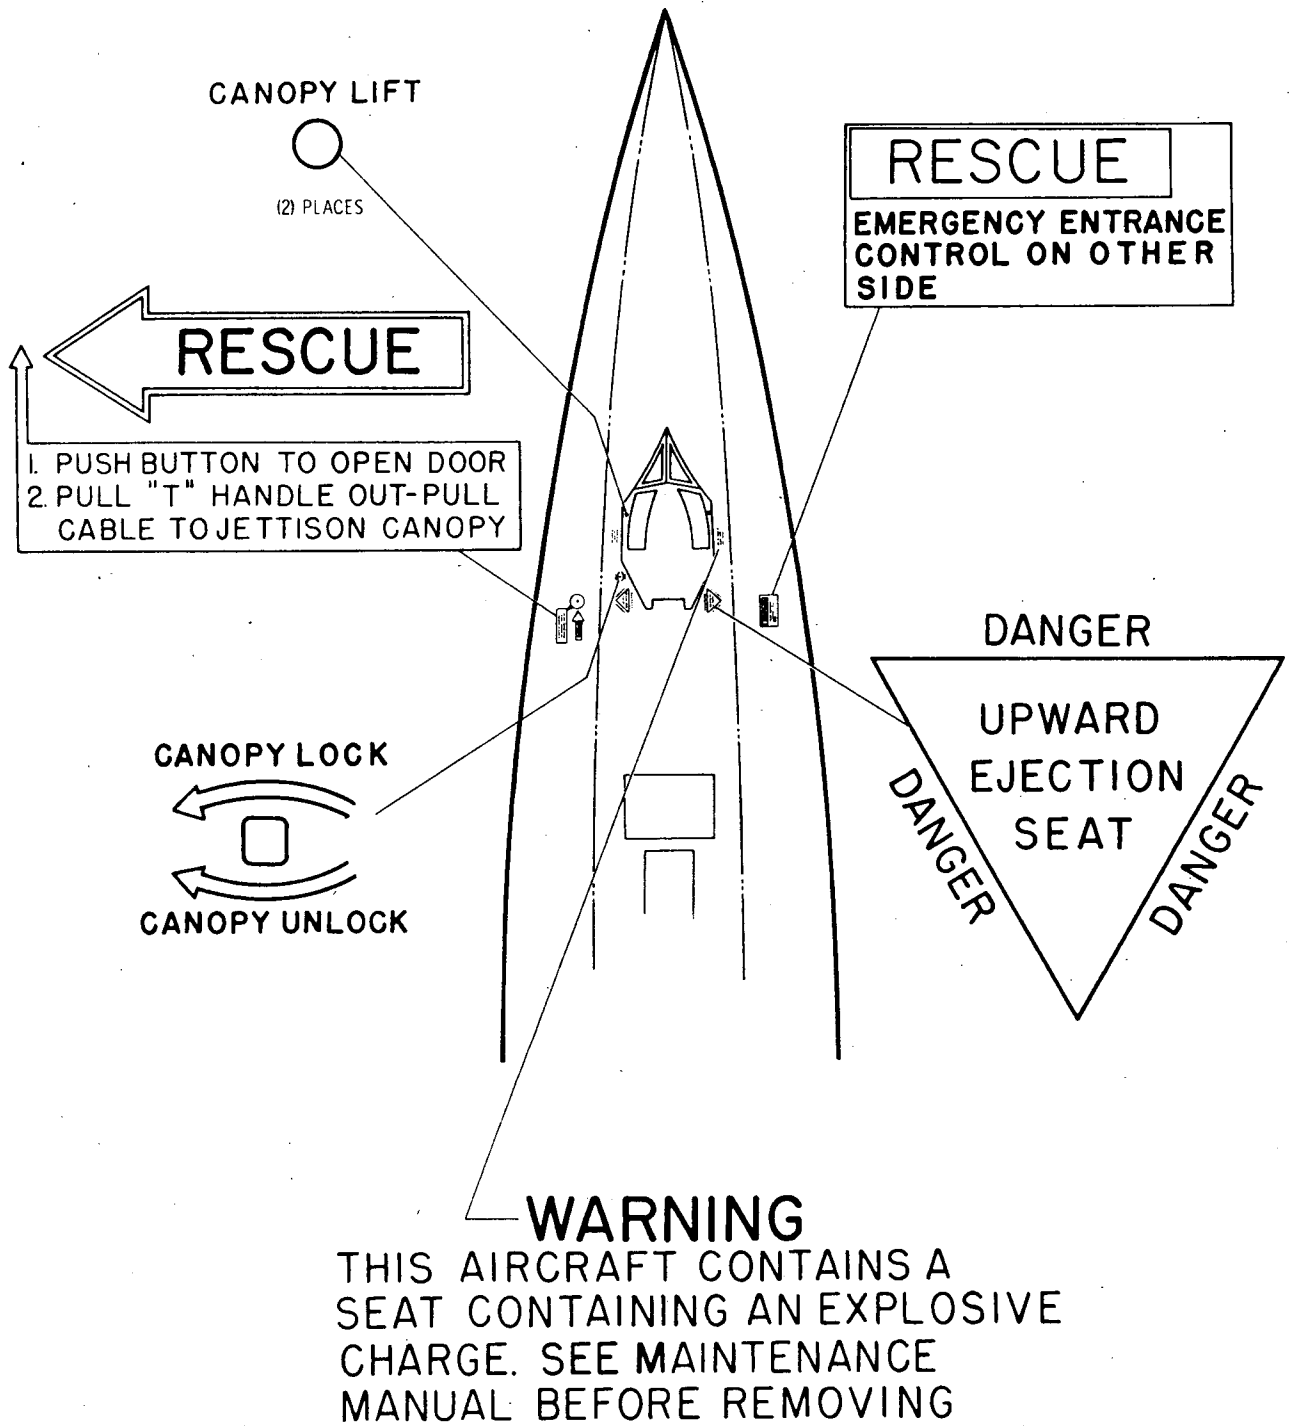 CANOPY LIFT
(2) PLACES
RESCUE
EMERGENCY ENTRANCE
CONTROL ON OTHER
SIDE
RESCUE
1. PUSH BUTTON TO OPEN DOOR
2. PULL "T" HANDLE OUT-PULL
CABLE TO JETTISON CANOPY
DANGER
UPWARD
EJECTION
SEAT
DANGER
DANGER
CANOPY LOCK
CANOPY UNLOCK
WARNING
THIS AIRCRAFT CONTAINS A
SEAT CONTAINING AN EXPLOSIVE
CHARGE. SEE MAINTENANCE
MANUAL BEFORE REMOVING